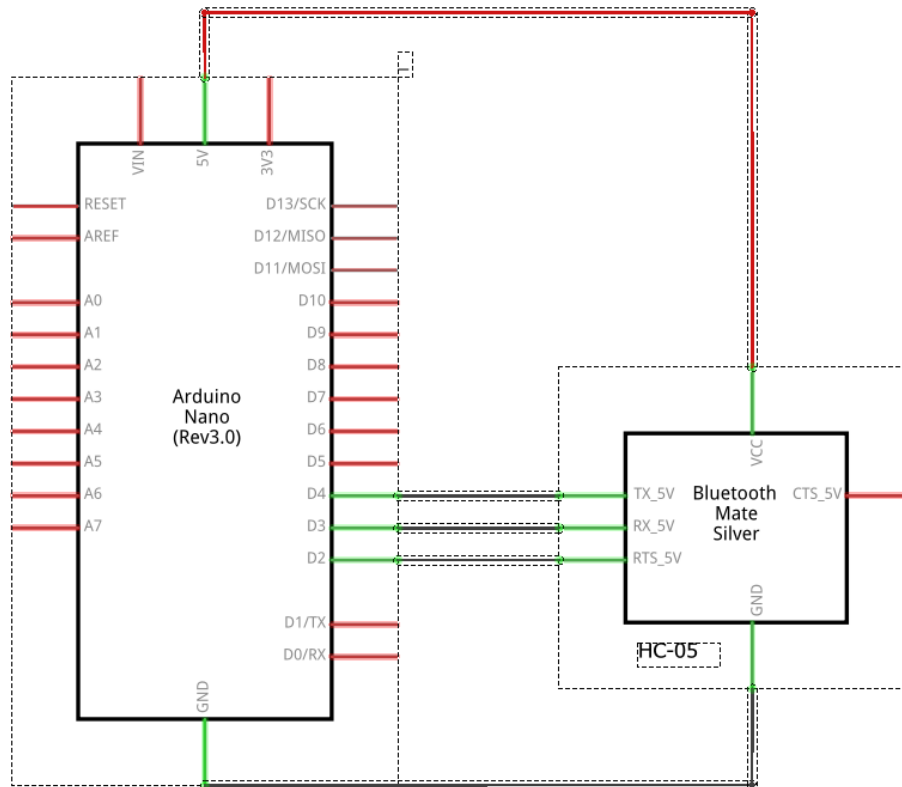 VIN
5V
3V3
RESET
AREF
A0
A1
A2
A3
A4
A5
A6
A7
Arduino
Nano
(Rev3.0)
D13/SCK
D12/MISO
D11/MOSI
D10
D9
D8
D7
D6
D5
D4
D3
D2
D1/TX
D0/RX
GND
VCC
TX_5V
RX_5V
RTS_5V
Bluetooth
Mate
Silver
CTS_5V
GND
HC-05